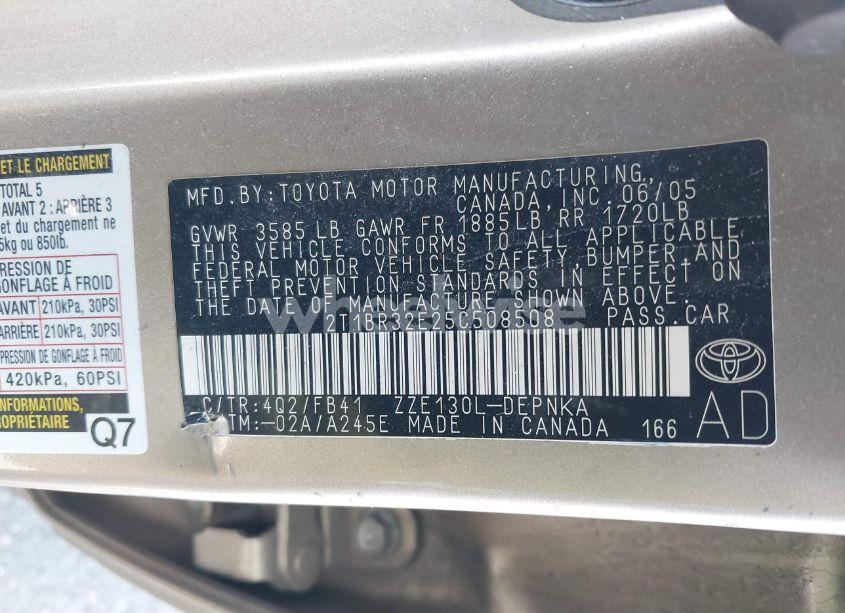 ET LE CHARGEMENT
TOTAL 5
AVANT 2 : ARRIÈRE 3
et du chargement ne
5kg ou 850lb.
PRESSION DE
GONFLAGE À FROID
AVANT 210kPa, 30PSI
ARRIÈRE 210kPa, 30PSI
PRESSION DE GONFLAGE À FROID
420kPa, 60PSI
INFORMATIONS,
PROPRIÉTAIRE
Q7
MFD.BY:TOYOTA MOTOR MANUFACTURING,
CANADA, INC. 06/05
GVWR 3585 LB GAWR FR 1885LB,RR 1720LB
THIS VEHICLE CONFORMS TO ALL APPLICABLE
FEDERAL MOTOR VEHICLE SAFETY,BUMPER,AND
THEFT PREVENTION STANDARDS IN EFFECT ON
THE DATE OF MANUFACTURE SHOWN ABOVE.
2T1BR32E25C508508 PASS.CAR
C/TR:4Q2/FB41 ZZE130L-DEPNKA
TM:-02A/A245E MADE IN CANADA 166
AD